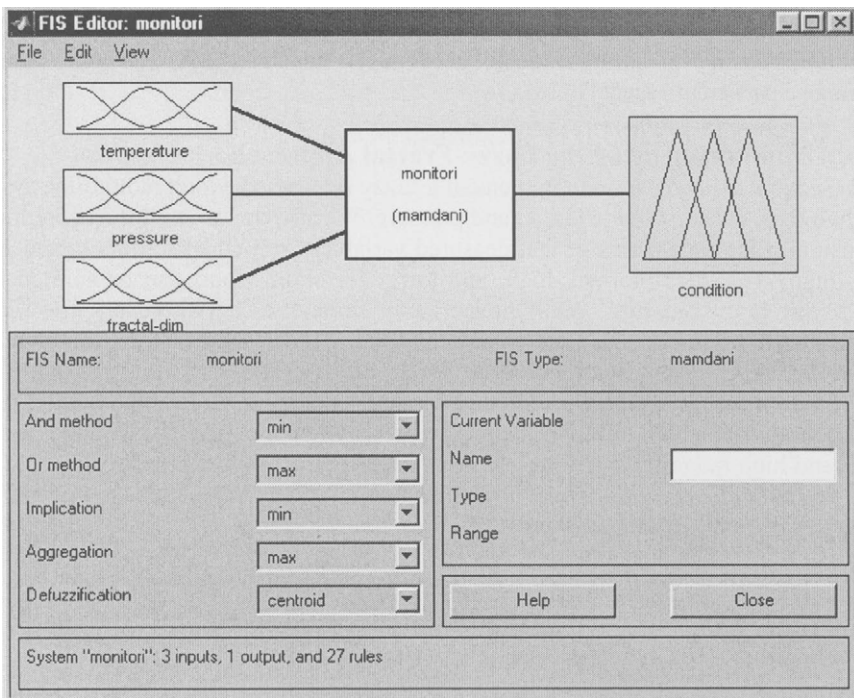 FIS Editor: monitori
File Edit View
temperature
pressure
fractal-dim
monitori
(mamdani)
condition
FIS Name: monitori FIS Type: mamdani
And method min
Or method max
Implication min
Aggregation max
Defuzzification centroid
Current Variable
Name
Type
Range
Help Close
System "monitori": 3 inputs, 1 output, and 27 rules